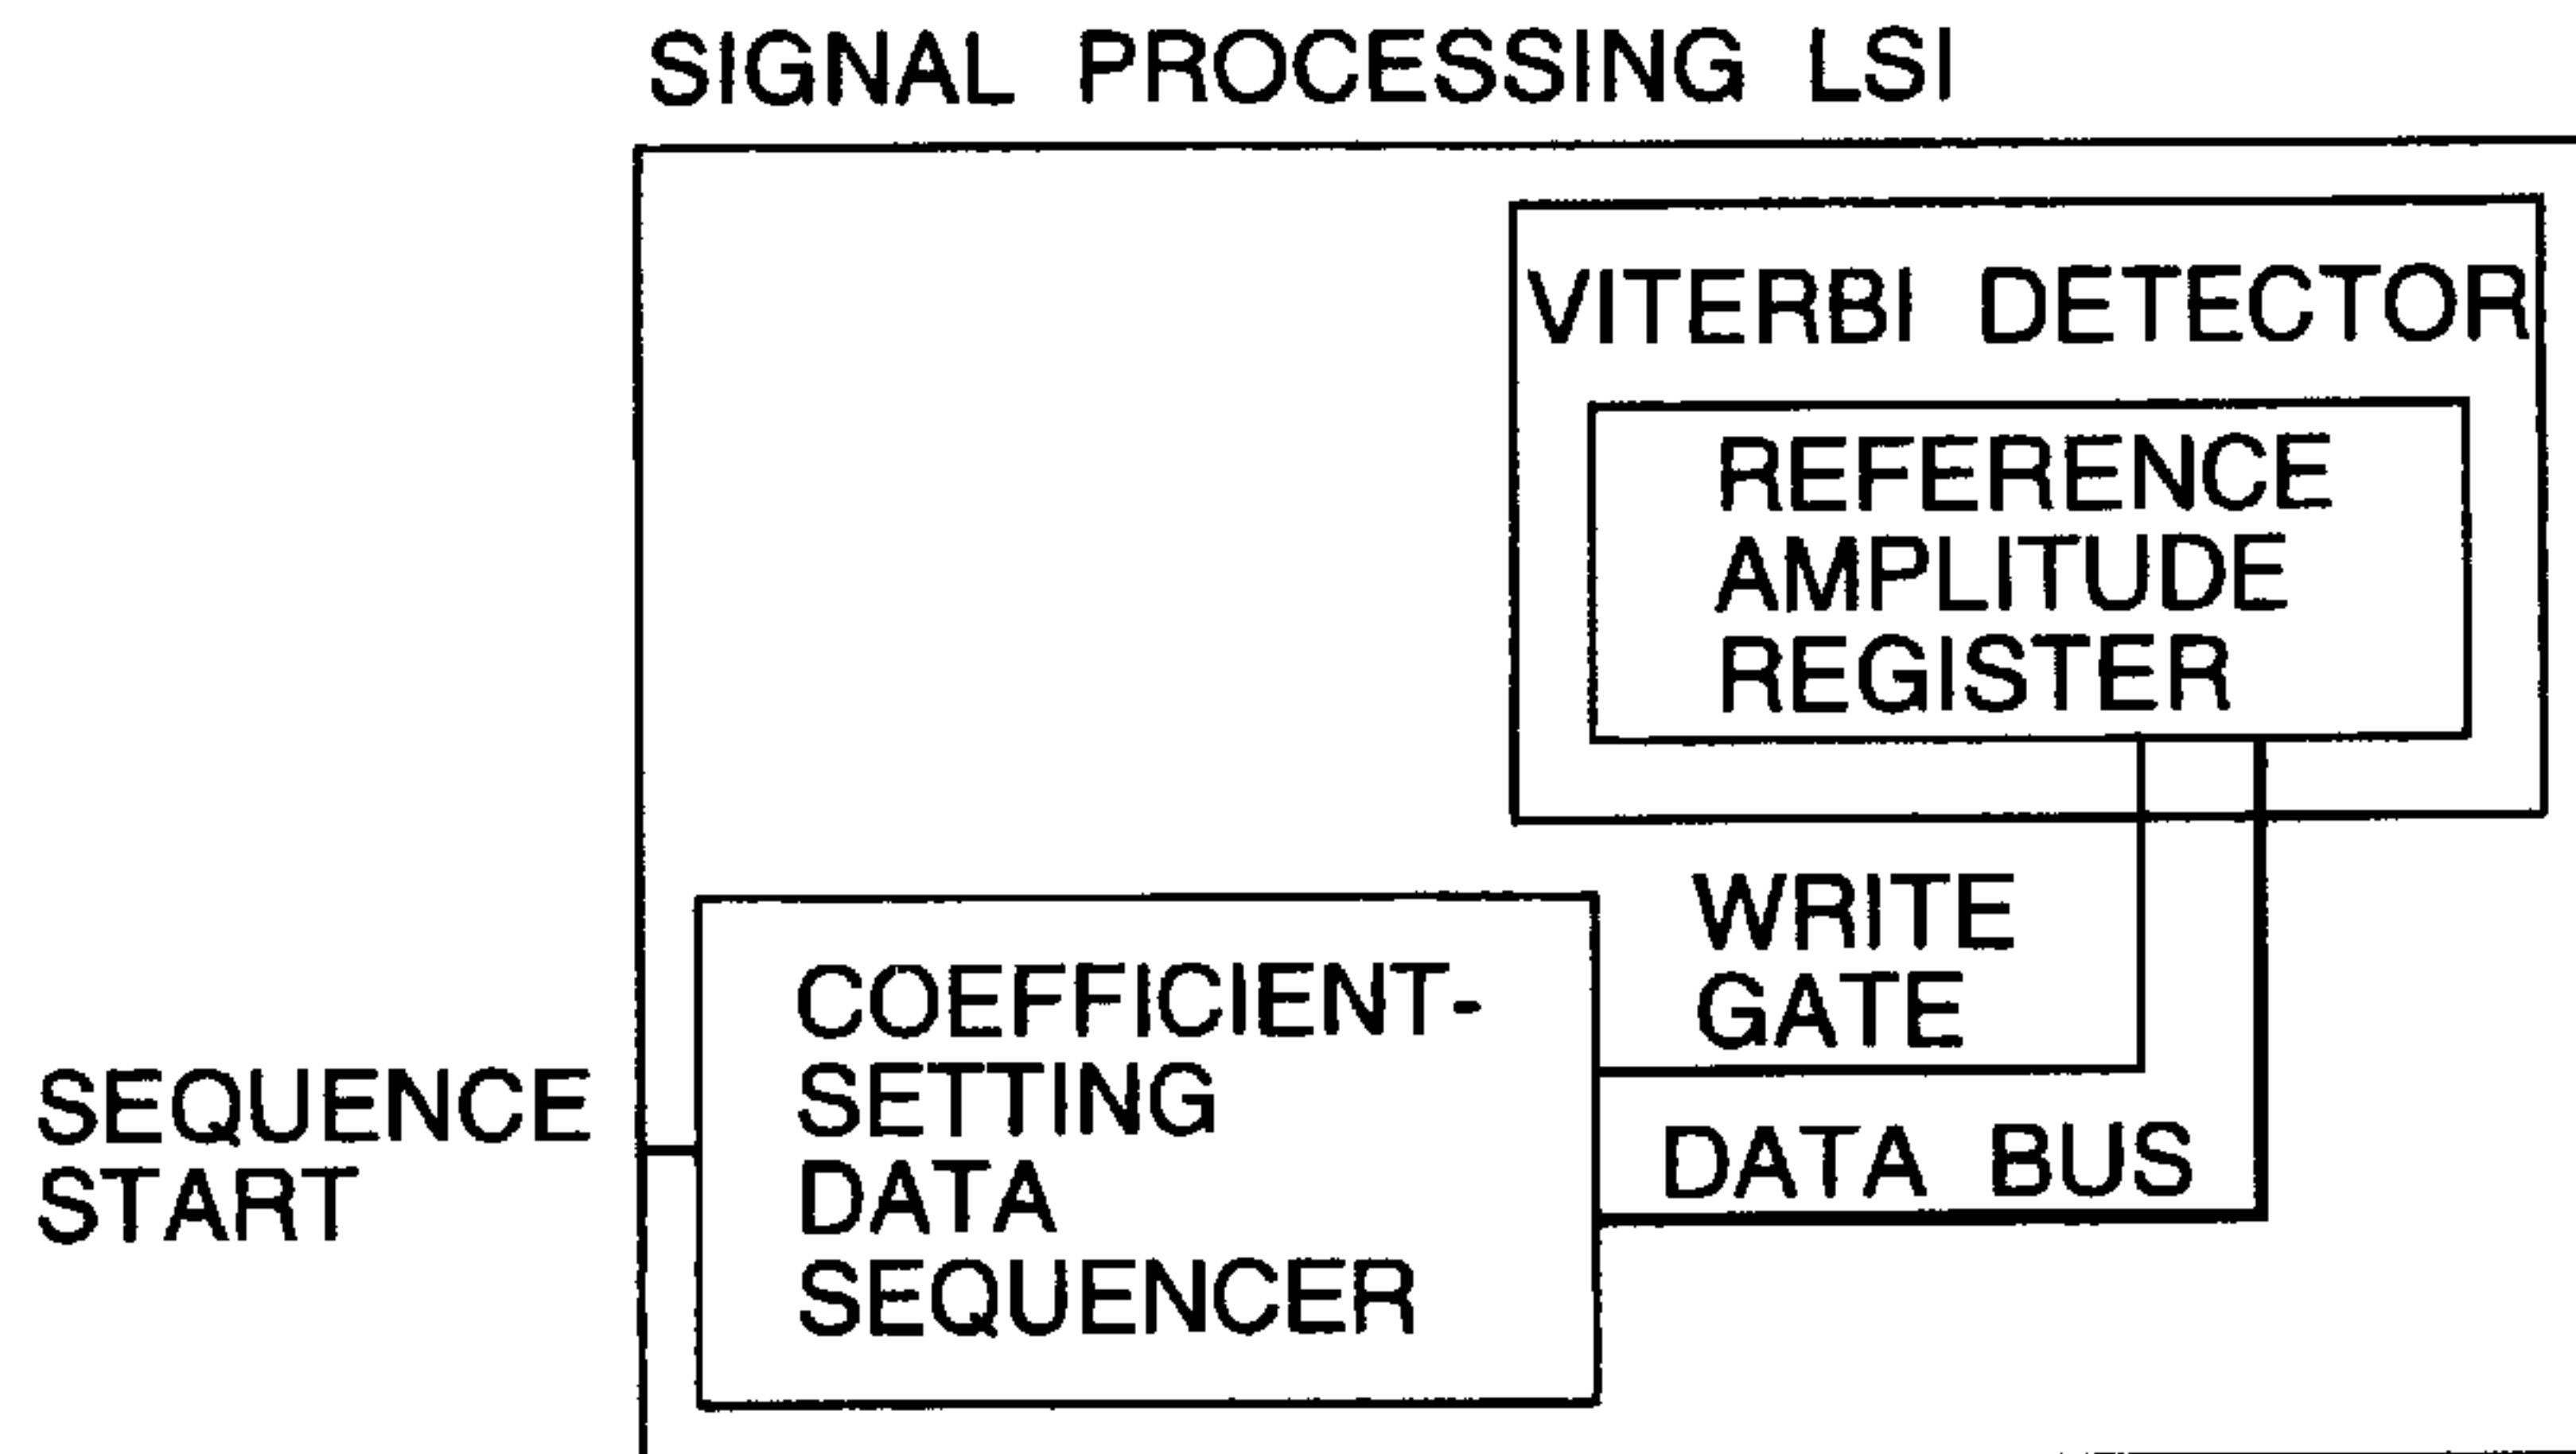 SIGNAL PROCESSING LSI
VITERBI DETECTOR
REFERENCE
AMPLITUDE
REGISTER
WRITE
GATE
COEFFICIENT-
SETTING
DATA
SEQUENCER
SEQUENCE
START
DATA BUS